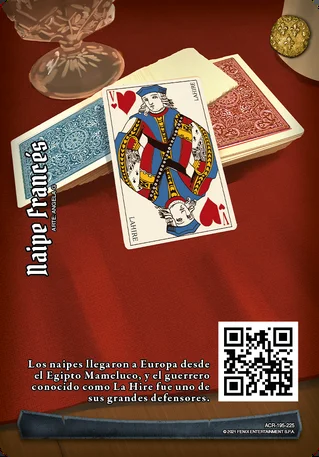 LAHIRE
LAHIRE
Naipe Francés
ARTE: ANGELLO
Los naipes llegaron a Europa desde
el Egipto Mameluco, y el guerrero
conocido como La Hire fue uno de
sus grandes defensores.
ACR-195-225
© 2021 FENIX ENTERTAINMENT S.P.A.